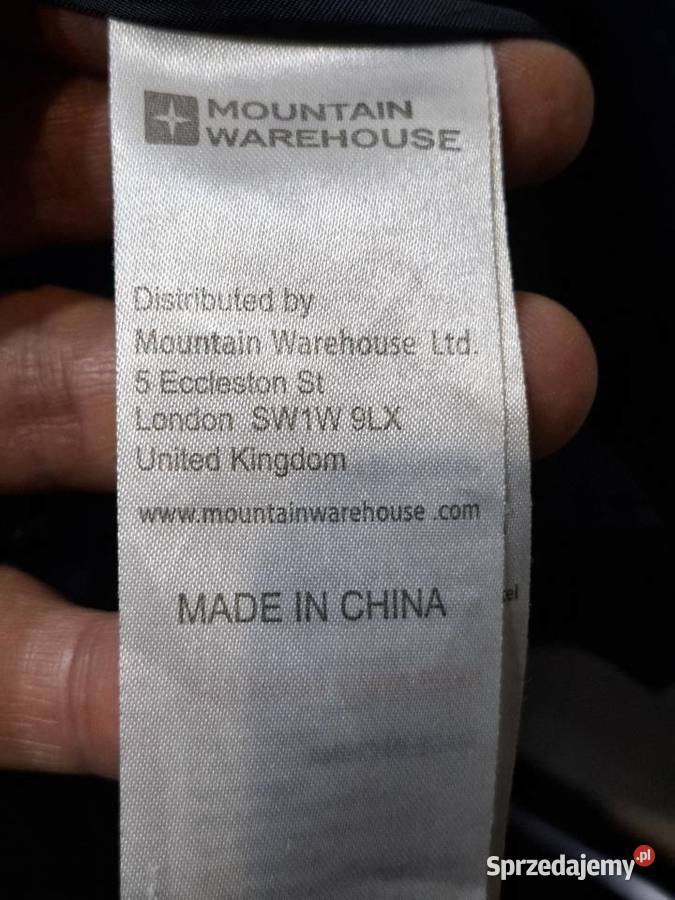 MOUNTAIN
WAREHOUSE
Distributed by
Mountain Warehouse Ltd.
5 Eccleston St
London SW1W 9LX
United Kingdom
www.mountainwarehouse .com
MADE IN CHINA
Sprzedajemy.pl